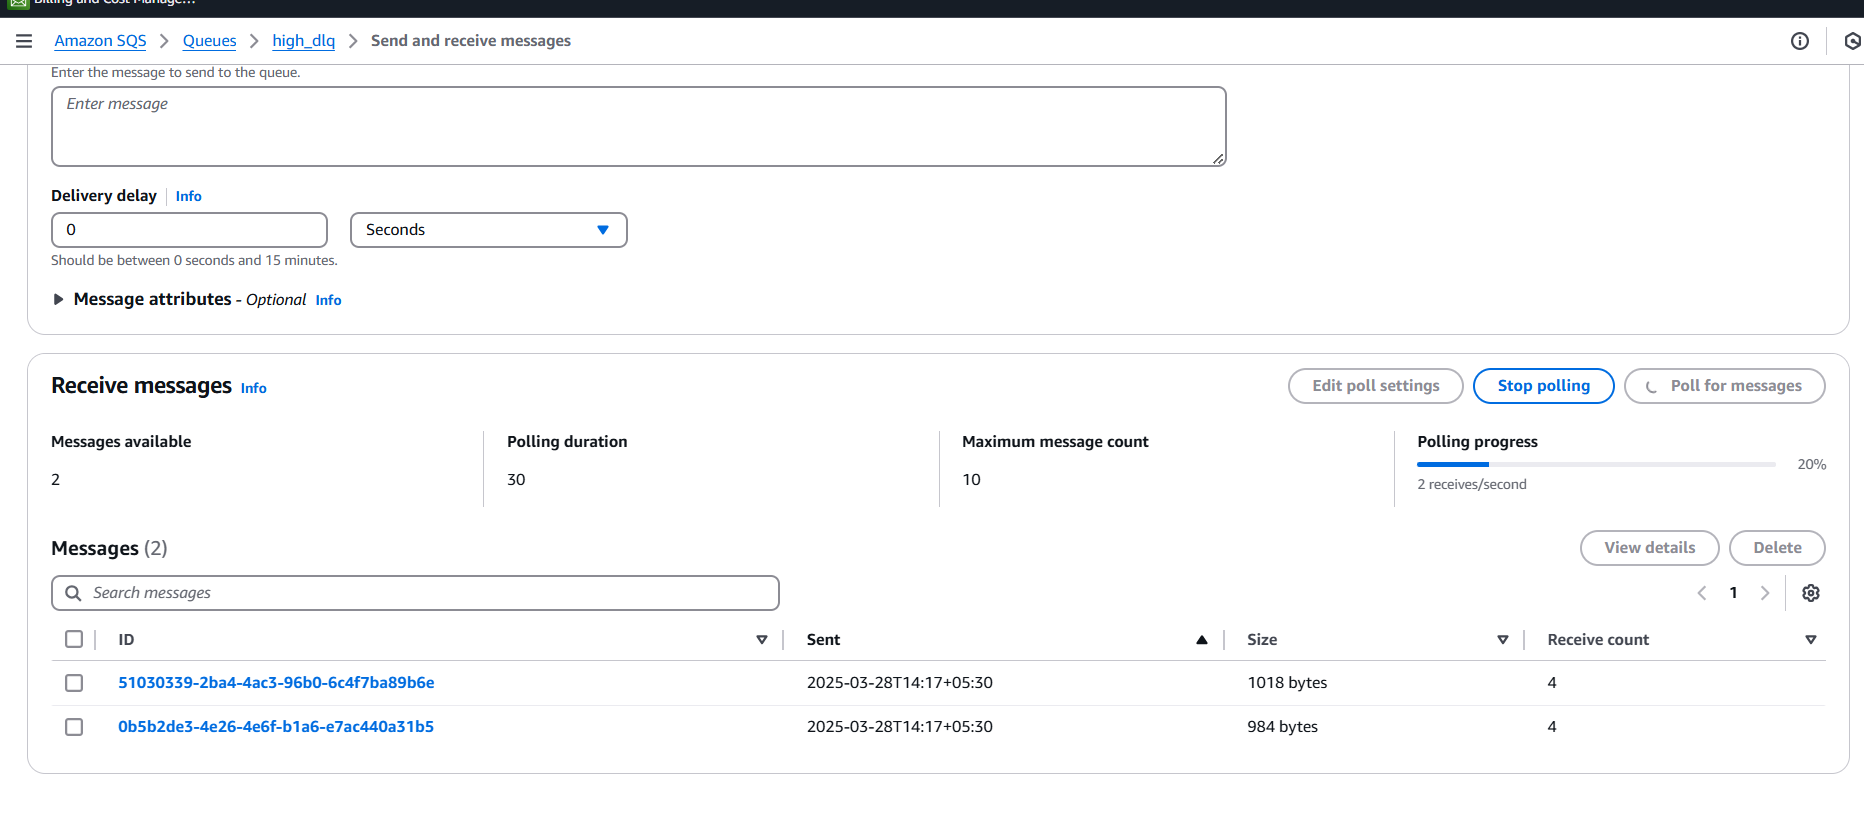 Billing and Cost Manage...
Amazon SQS > Queues > high_dlq > Send and receive messages
Enter the message to send to the queue.
Enter message
Delivery delay Info
0 Seconds
Should be between 0 seconds and 15 minutes.
Message attributes - Optional Info
Receive messages Info Edit poll settings Stop polling Poll for messages
Messages available Polling duration Maximum message count Polling progress
2 30 10 20%
2 receives/second
Messages (2) View details Delete
Search messages 1
ID Sent Size Receive count
51030339-2ba4-4ac3-96b0-6c4f7ba89b6e 2025-03-28T14:17+05:30 1018 bytes 4
0b5b2de3-4e26-4e6f-b1a6-e7ac440a31b5 2025-03-28T14:17+05:30 984 bytes 4